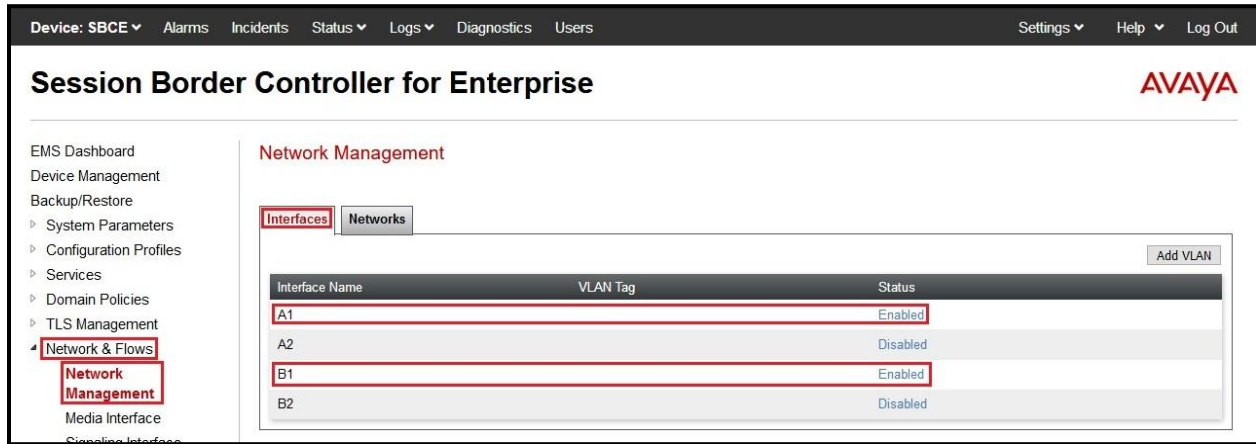 Device: SBCE Alarms Incidents Status Logs Diagnostics Users Settings Help Log Out
Session Border Controller for Enterprise
AVAYA
EMS Dashboard
Device Management
Backup/Restore
System Parameters
Configuration Profiles
Services
Domain Policies
TLS Management
Network & Flows
Network
Management
Media Interface
Signaling Interface
Network Management
Interfaces Networks
Add VLAN
Interface Name VLAN Tag Status
A1 Enabled
A2 Disabled
B1 Enabled
B2 Disabled